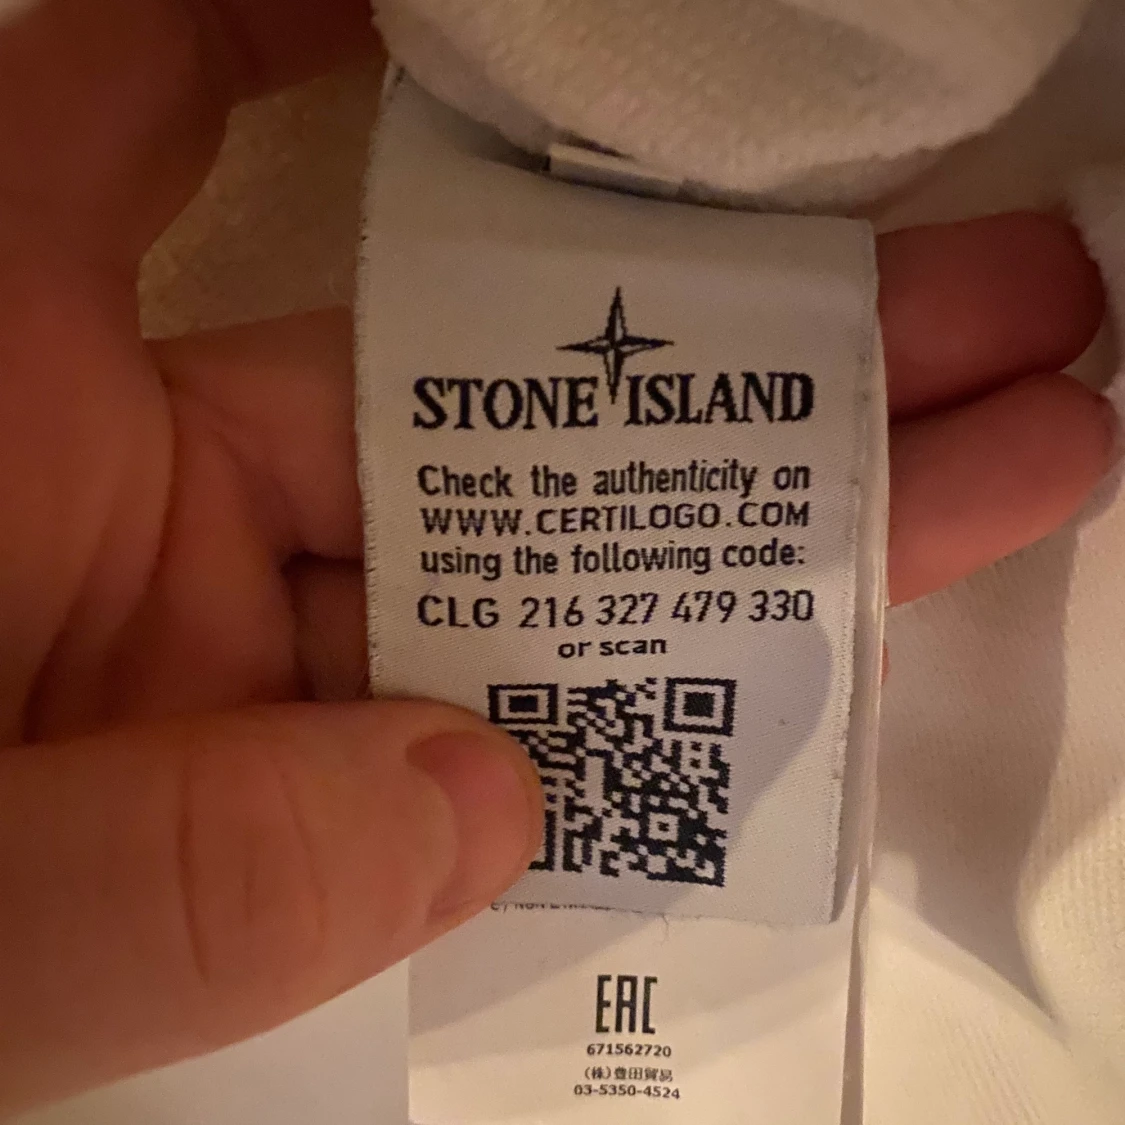 STONE ISLAND
Check the authenticity on
WWW.CERTILOGO.COM
using the following code:
CLG 216 327 479 330
or scan
EAC
671562720
(株)豊田貿易
03-5350-4524